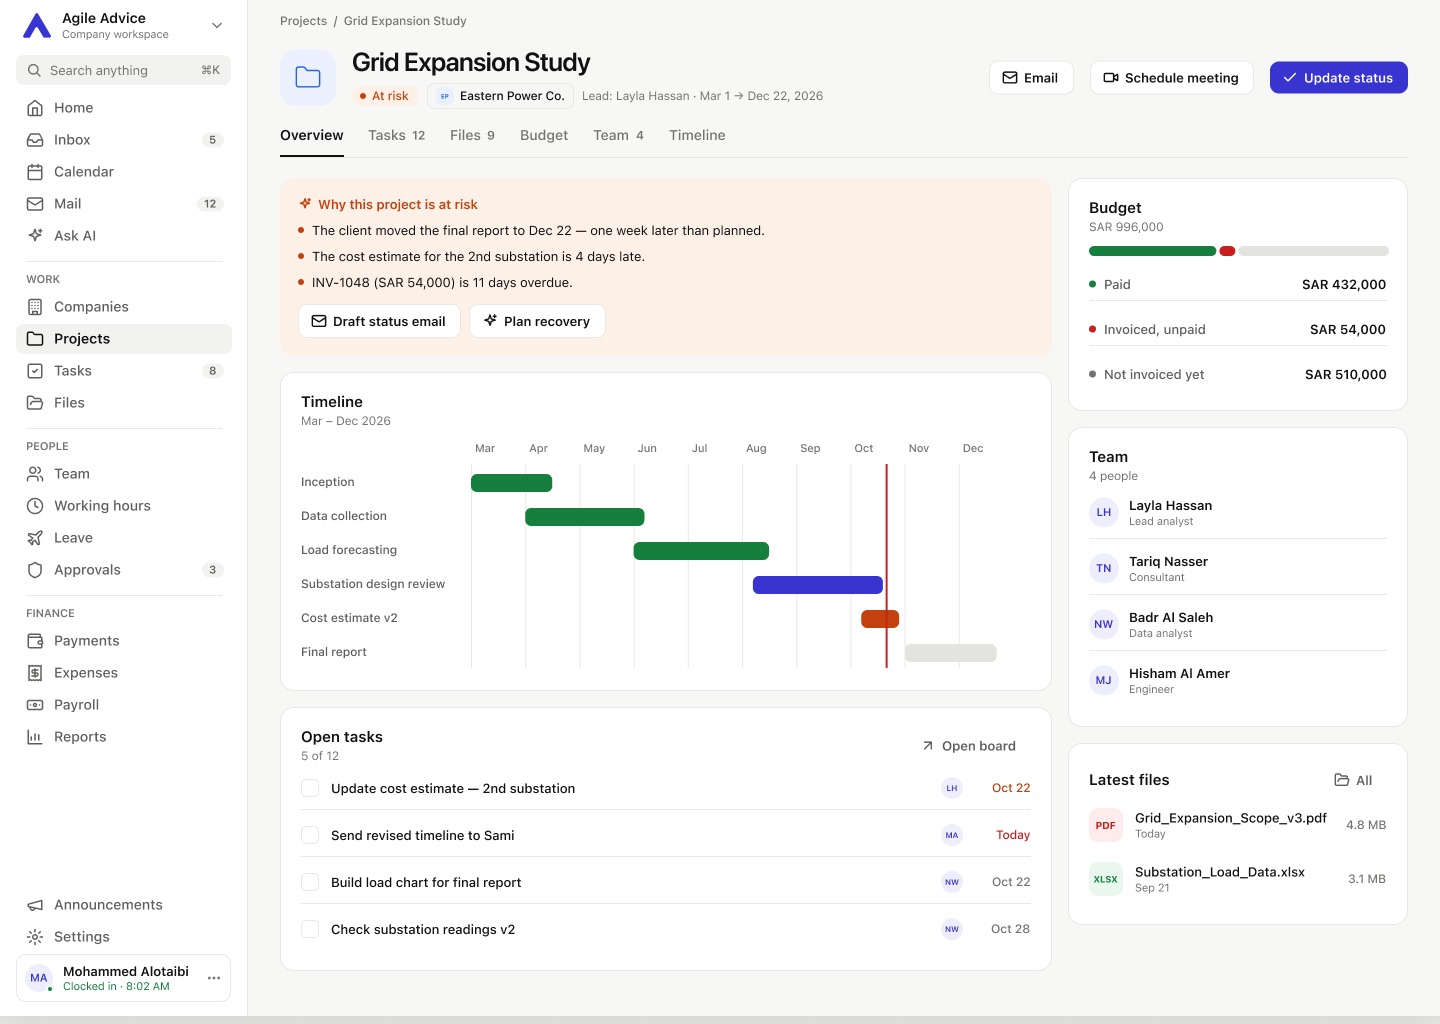 Agile Advice
Company workspace
Search anything ⌘K
Home
Inbox 5
Calendar
Mail 12
Ask AI
WORK
Companies
Projects
Tasks 8
Files
PEOPLE
Team
Working hours
Leave
Approvals 3
FINANCE
Payments
Expenses
Payroll
Reports
Announcements
Settings
MA
Mohammed Alotaibi
Clocked in · 8:02 AM
Projects / Grid Expansion Study
Grid Expansion Study
At risk EP Eastern Power Co. Lead: Layla Hassan · Mar 1 → Dec 22, 2026
Email
Schedule meeting
Update status
Overview Tasks 12 Files 9 Budget Team 4 Timeline
Why this project is at risk
The client moved the final report to Dec 22 — one week later than planned.
The cost estimate for the 2nd substation is 4 days late.
INV-1048 (SAR 54,000) is 11 days overdue.
Draft status email
Plan recovery
Timeline
Mar – Dec 2026
Mar Apr May Jun Jul Aug Sep Oct Nov Dec
Inception
Data collection
Load forecasting
Substation design review
Cost estimate v2
Final report
Open tasks
5 of 12
Open board
Update cost estimate — 2nd substation LH Oct 22
Send revised timeline to Sami MA Today
Build load chart for final report NW Oct 22
Check substation readings v2 NW Oct 28
Budget
SAR 996,000
Paid SAR 432,000
Invoiced, unpaid SAR 54,000
Not invoiced yet SAR 510,000
Team
4 people
LH
Layla Hassan
Lead analyst
TN
Tariq Nasser
Consultant
NW
Badr Al Saleh
Data analyst
MJ
Hisham Al Amer
Engineer
Latest files
All
PDF
Grid_Expansion_Scope_v3.pdf 4.8 MB
Today
XLSX
Substation_Load_Data.xlsx 3.1 MB
Sep 21